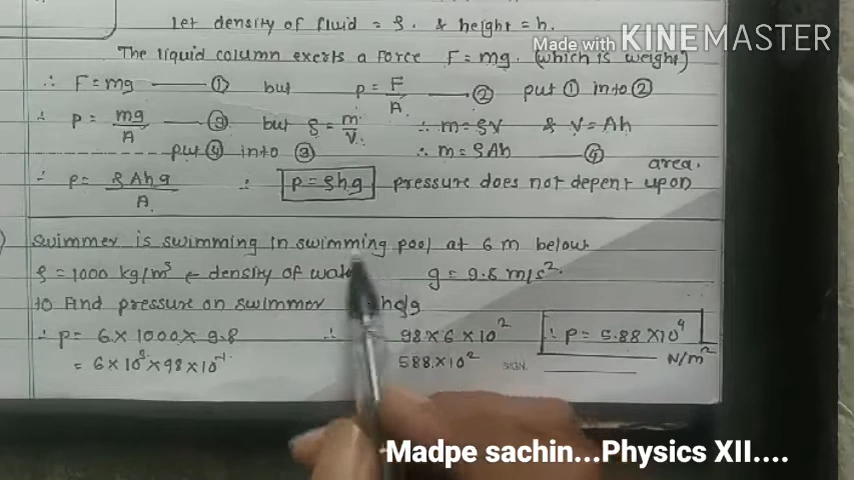 Let density of fluid = ρ. & height = h.
Made with KINEMASTER
The liquid column exerts a Force F = mg. (which is weight)
∴ F = mg —— ① but p = F/A —— ② put ① into ②
∴ p = mg/A —— ③ but ρ = m/V. ∴ m = ρV & V = Ah
put ④ into ③ ∴ m = ρAh —— ④
area.
∴ p = ρAhg/A. ∴ p = ρhg pressure does not depent upon
Swimmer is swimming in swimming pool at 6 m below
ρ = 1000 kg/m³ ← density of wate g = 9.8 m/s².
to Find pressure on swimmer hρg
∴ p = 6 × 1000 × 9.8 ∴ = 98 × 6 × 10² ∴ p = 5.88 × 10⁴
= 6 × 10³ × 98 × 10⁻¹ 588 × 10² SIGN. N/m²
Madpe sachin...Physics XII....